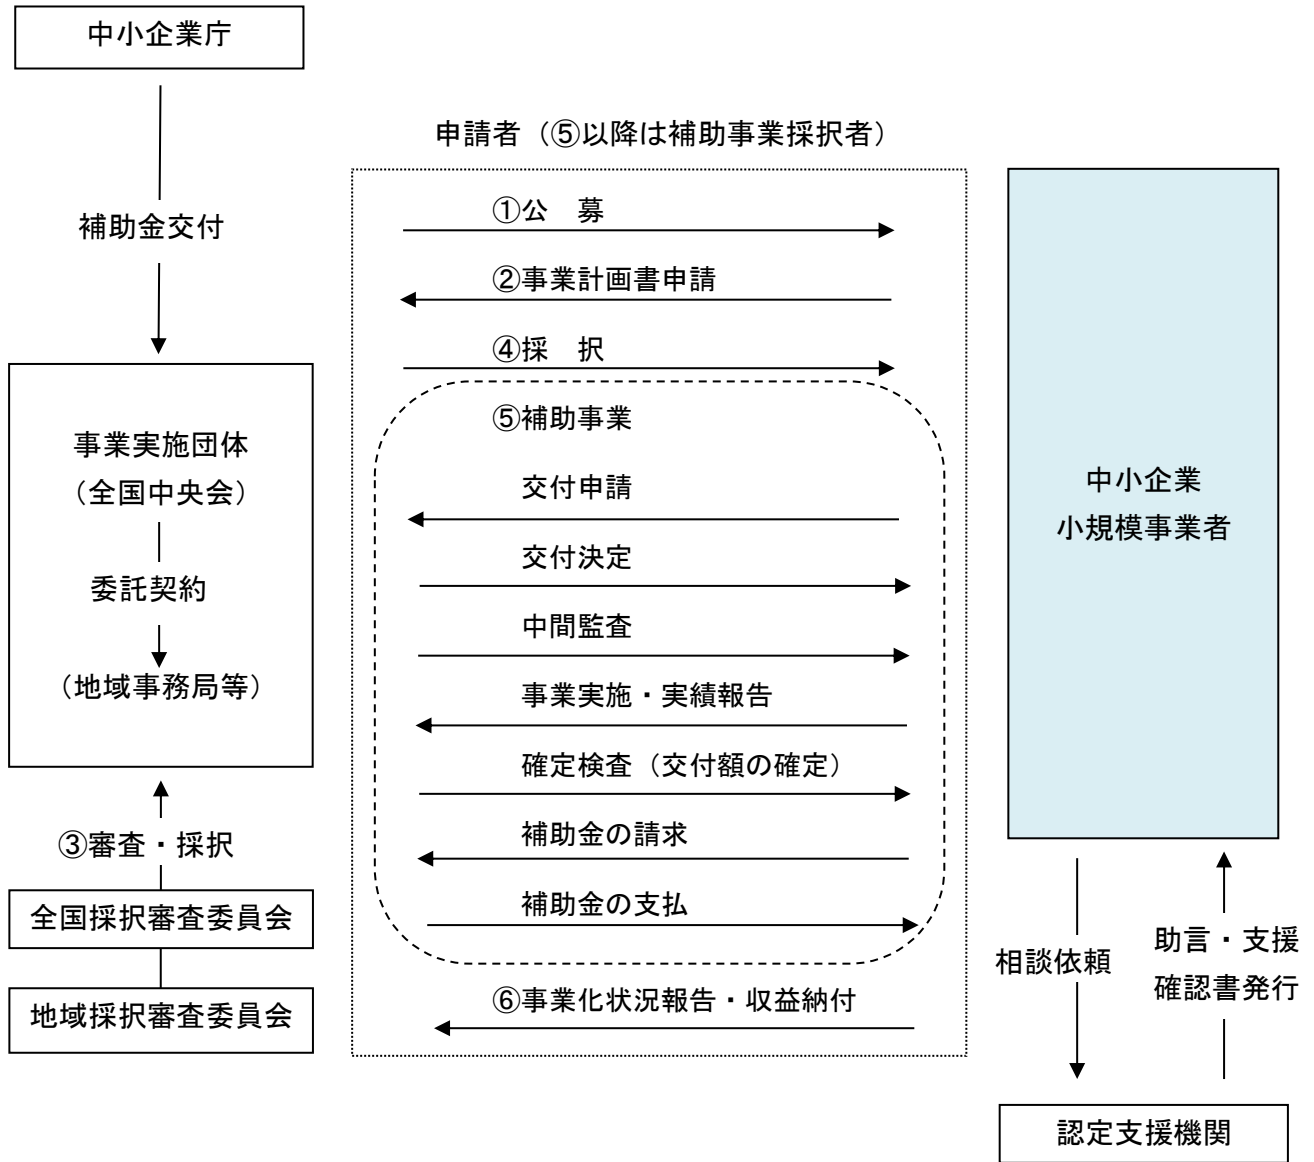 中小企業庁
補助金交付
事業実施団体
（全国中央会）
委託契約
（地域事務局等）
③審査・採択
全国採択審査委員会
地域採択審査委員会
申請者（⑤以降は補助事業採択者）
①公　募
②事業計画書申請
④採　択
⑤補助事業
交付申請
交付決定
中間監査
事業実施・実績報告
確定検査（交付額の確定）
補助金の請求
補助金の支払
⑥事業化状況報告・収益納付
中小企業
小規模事業者
相談依頼
助言・支援
確認書発行
認定支援機関